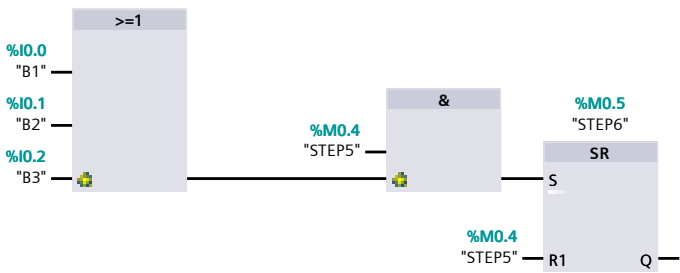 >=1
%I0.0
"B1"
%I0.1
"B2"
%I0.2
"B3"
&
%M0.4
"STEP5"
%M0.5
"STEP6"
SR
S
%M0.4
"STEP5"
R1
Q